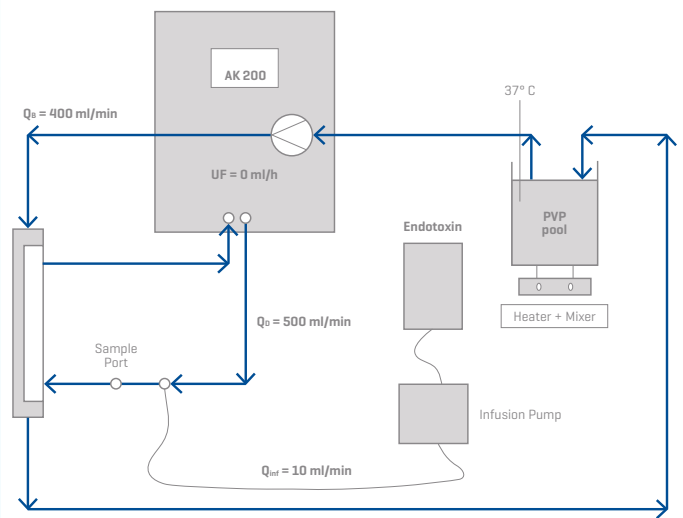 AK 200
37° C
Q_B = 400 ml/min
UF = 0 ml/h
PVP
pool
Endotoxin
Heater + Mixer
Q_D = 500 ml/min
Sample
Port
Infusion Pump
Q_inf = 10 ml/min